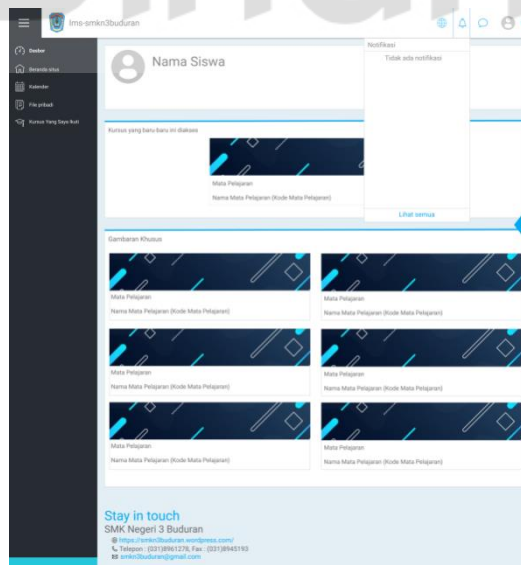 lms-smkn3buduran
Dasbor
Beranda situs
Kalender
File pribadi
Kursus Yang Saya Ikuti
Nama Siswa
Notifikasi
Tidak ada notifikasi
Lihat semua
Kursus yang baru baru ini diakses
Mata Pelajaran
Nama Mata Pelajaran (Kode Mata Pelajaran)
Gambaran Khusus
Mata Pelajaran
Nama Mata Pelajaran (Kode Mata Pelajaran)
Mata Pelajaran
Nama Mata Pelajaran (Kode Mata Pelajaran)
Mata Pelajaran
Nama Mata Pelajaran (Kode Mata Pelajaran)
Mata Pelajaran
Nama Mata Pelajaran (Kode Mata Pelajaran)
Mata Pelajaran
Nama Mata Pelajaran (Kode Mata Pelajaran)
Mata Pelajaran
Nama Mata Pelajaran (Kode Mata Pelajaran)
Stay in touch
SMK Negeri 3 Buduran
https://smkn3buduran.wordpress.com/
Telepon : (031)8961278, Fax : (031)8945193
smkn3buduran@gmail.com